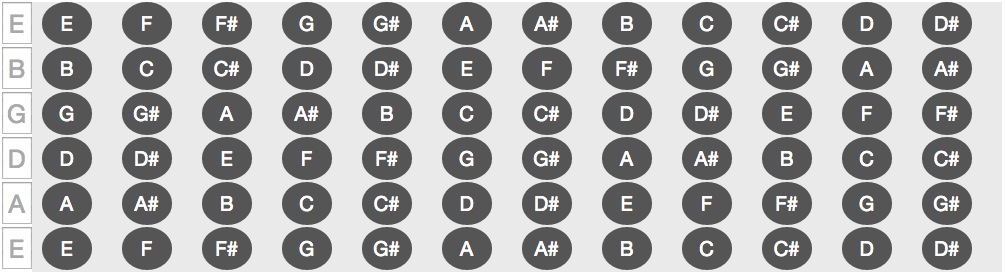 E E F F# G G# A A# B C C# D D#
B B C C# D D# E F F# G G# A A#
G G G# A A# B C C# D D# E F F#
D D D# E F F# G G# A A# B C C#
A A A# B C C# D D# E F F# G G#
E E F F# G G# A A# B C C# D D#